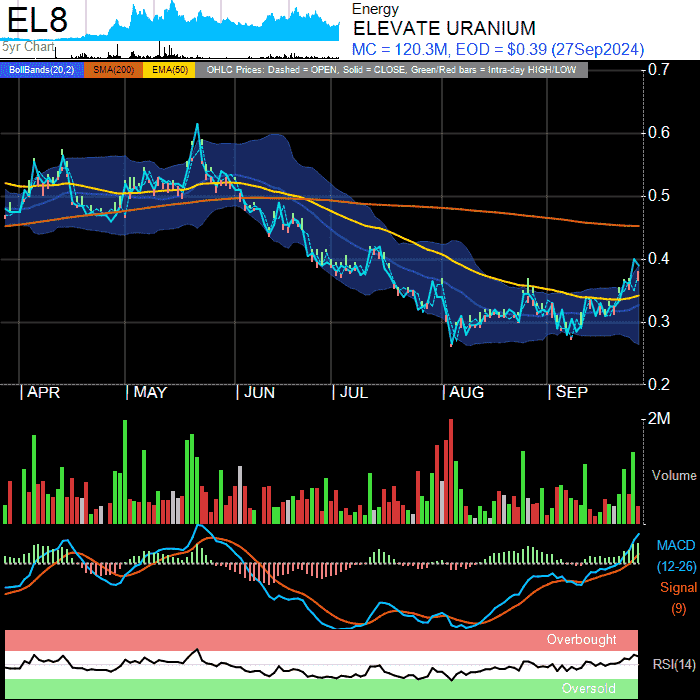 EL8
5yr Chart
Energy
ELEVATE URANIUM
MC = 120.3M, EOD = $0.39 (27Sep2024)
BollBands(20,2) SMA(200) EMA(50) OHLC Prices: Dashed = OPEN, Solid = CLOSE, Green/Red bars = Intra-day HIGH/LOW
0.7
0.6
0.5
0.4
0.3
0.2
| APR | MAY | JUN | JUL | AUG | SEP
2M
Volume
MACD
(12-26)
Signal
(9)
Overbought
RSI(14)
Oversold